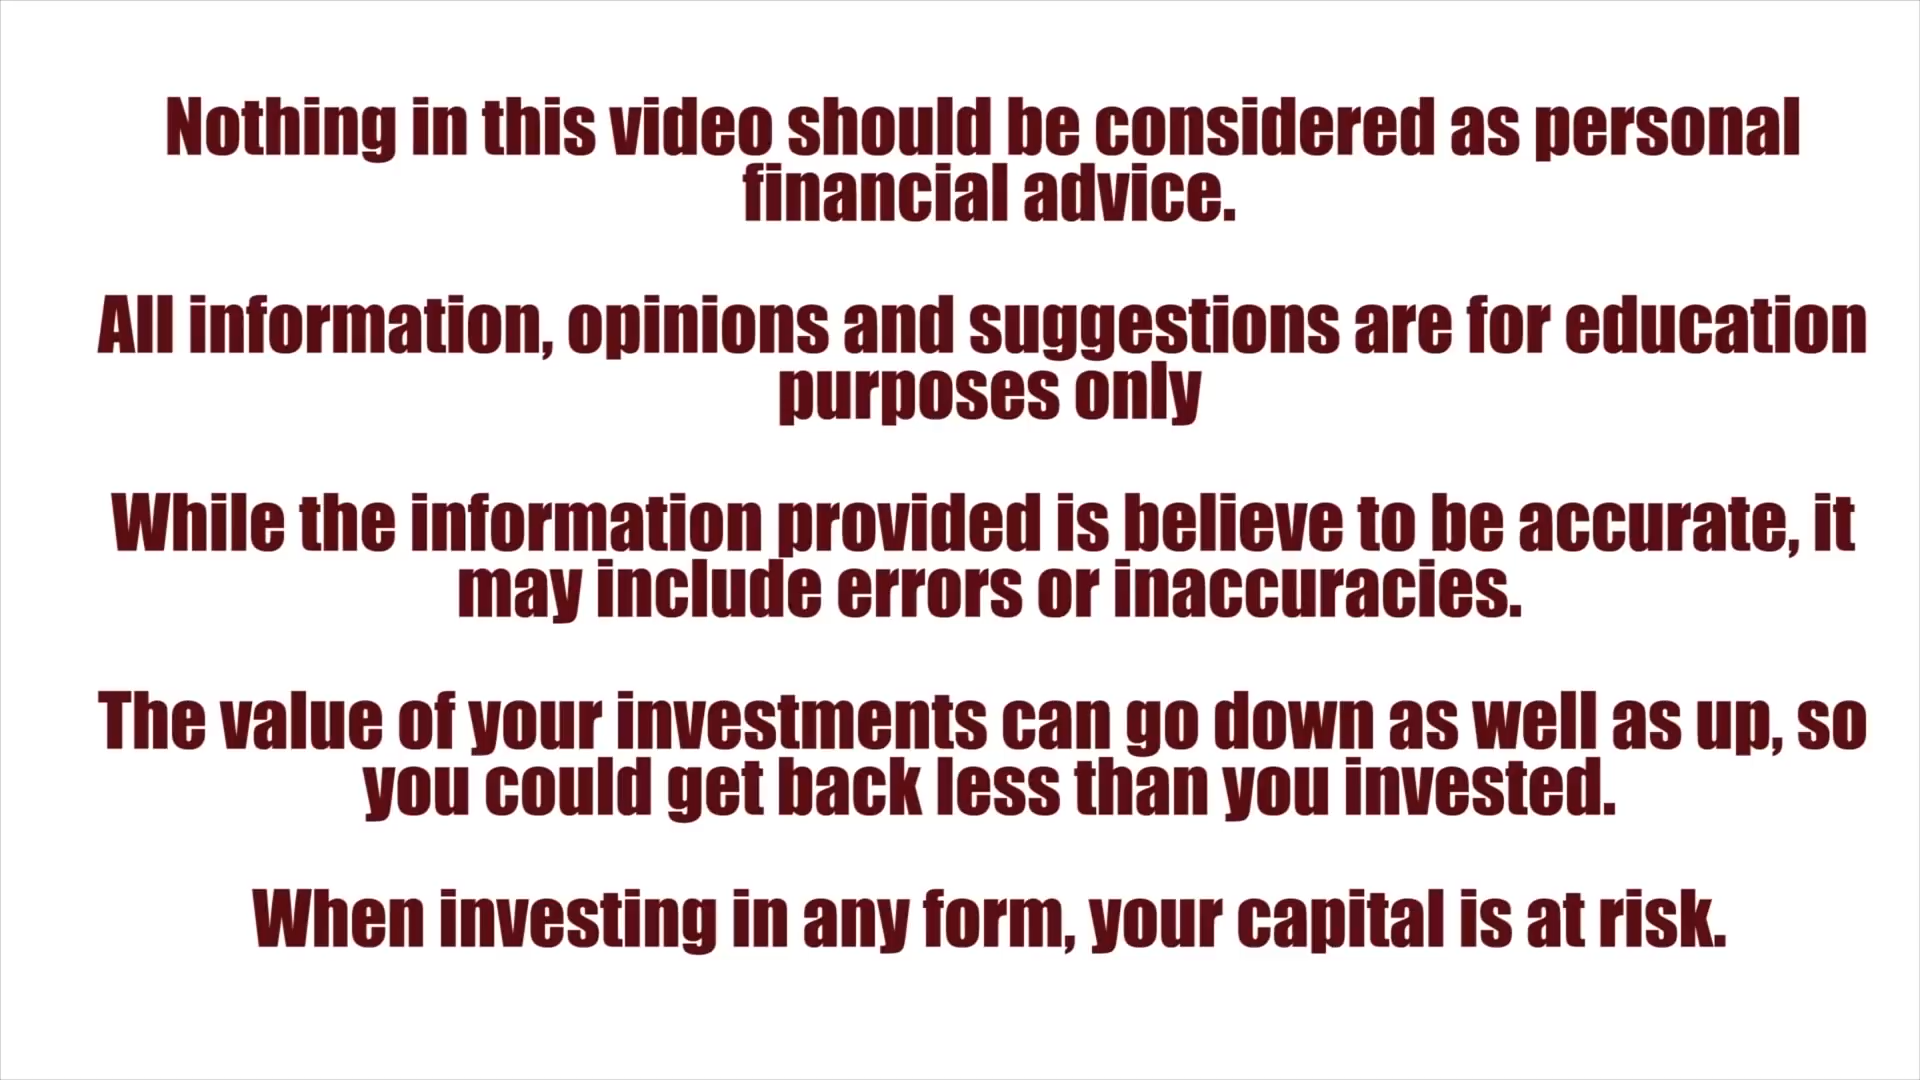 Nothing in this video should be considered as personal
financial advice.
All information, opinions and suggestions are for education
purposes only
While the information provided is believe to be accurate, it
may include errors or inaccuracies.
The value of your investments can go down as well as up, so
you could get back less than you invested.
When investing in any form, your capital is at risk.